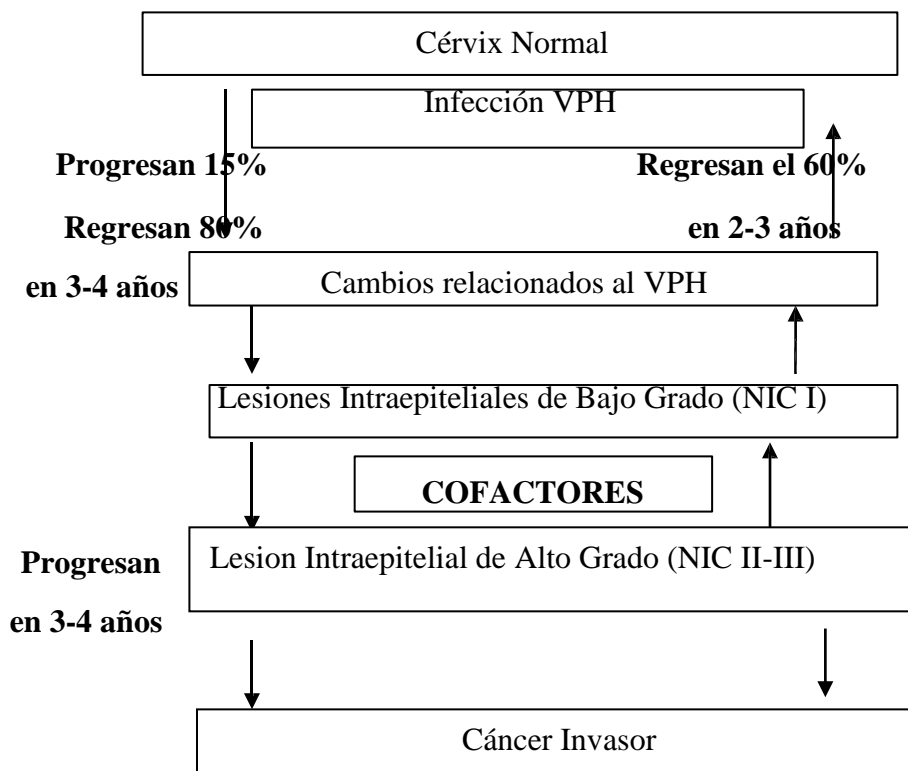 Cérvix Normal
Infección VPH
Progresan 15%
Regresan el 60%
Regresan 80%
en 2-3 años
en 3-4 años
Cambios relacionados al VPH
Lesiones Intraepiteliales de Bajo Grado (NIC I)
COFACTORES
Lesion Intraepitelial de Alto Grado (NIC II-III)
Progresan
en 3-4 años
Cáncer Invasor